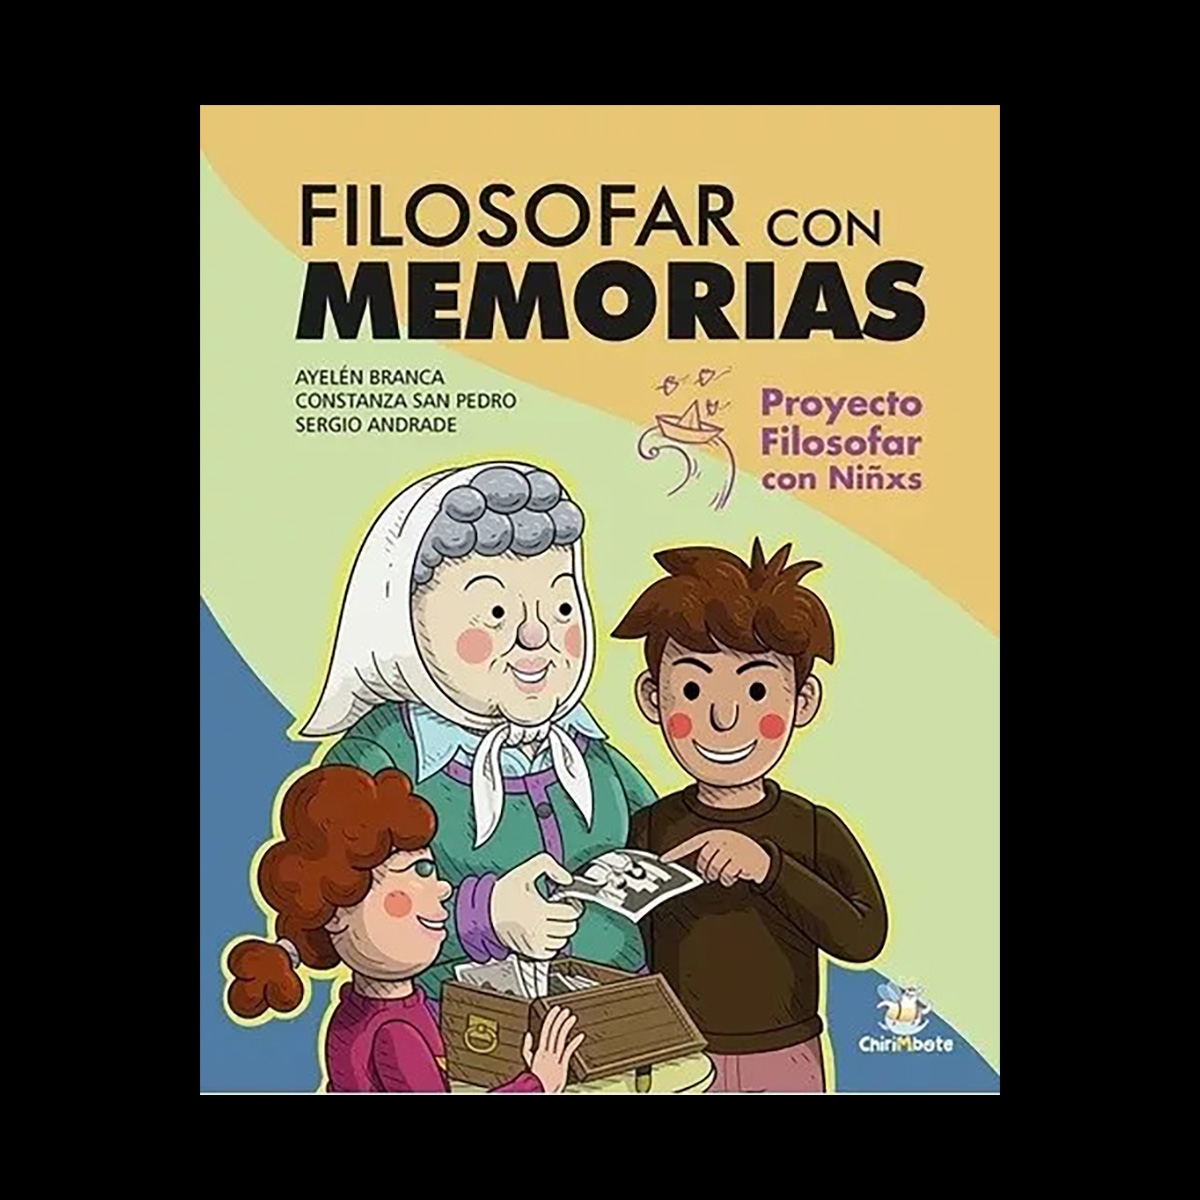 FILOSOFAR CON
MEMORIAS
AYELÉN BRANCA
CONSTANZA SAN PEDRO
SERGIO ANDRADE
Proyecto
Filosofar
con Niñxs
ChiriMbote